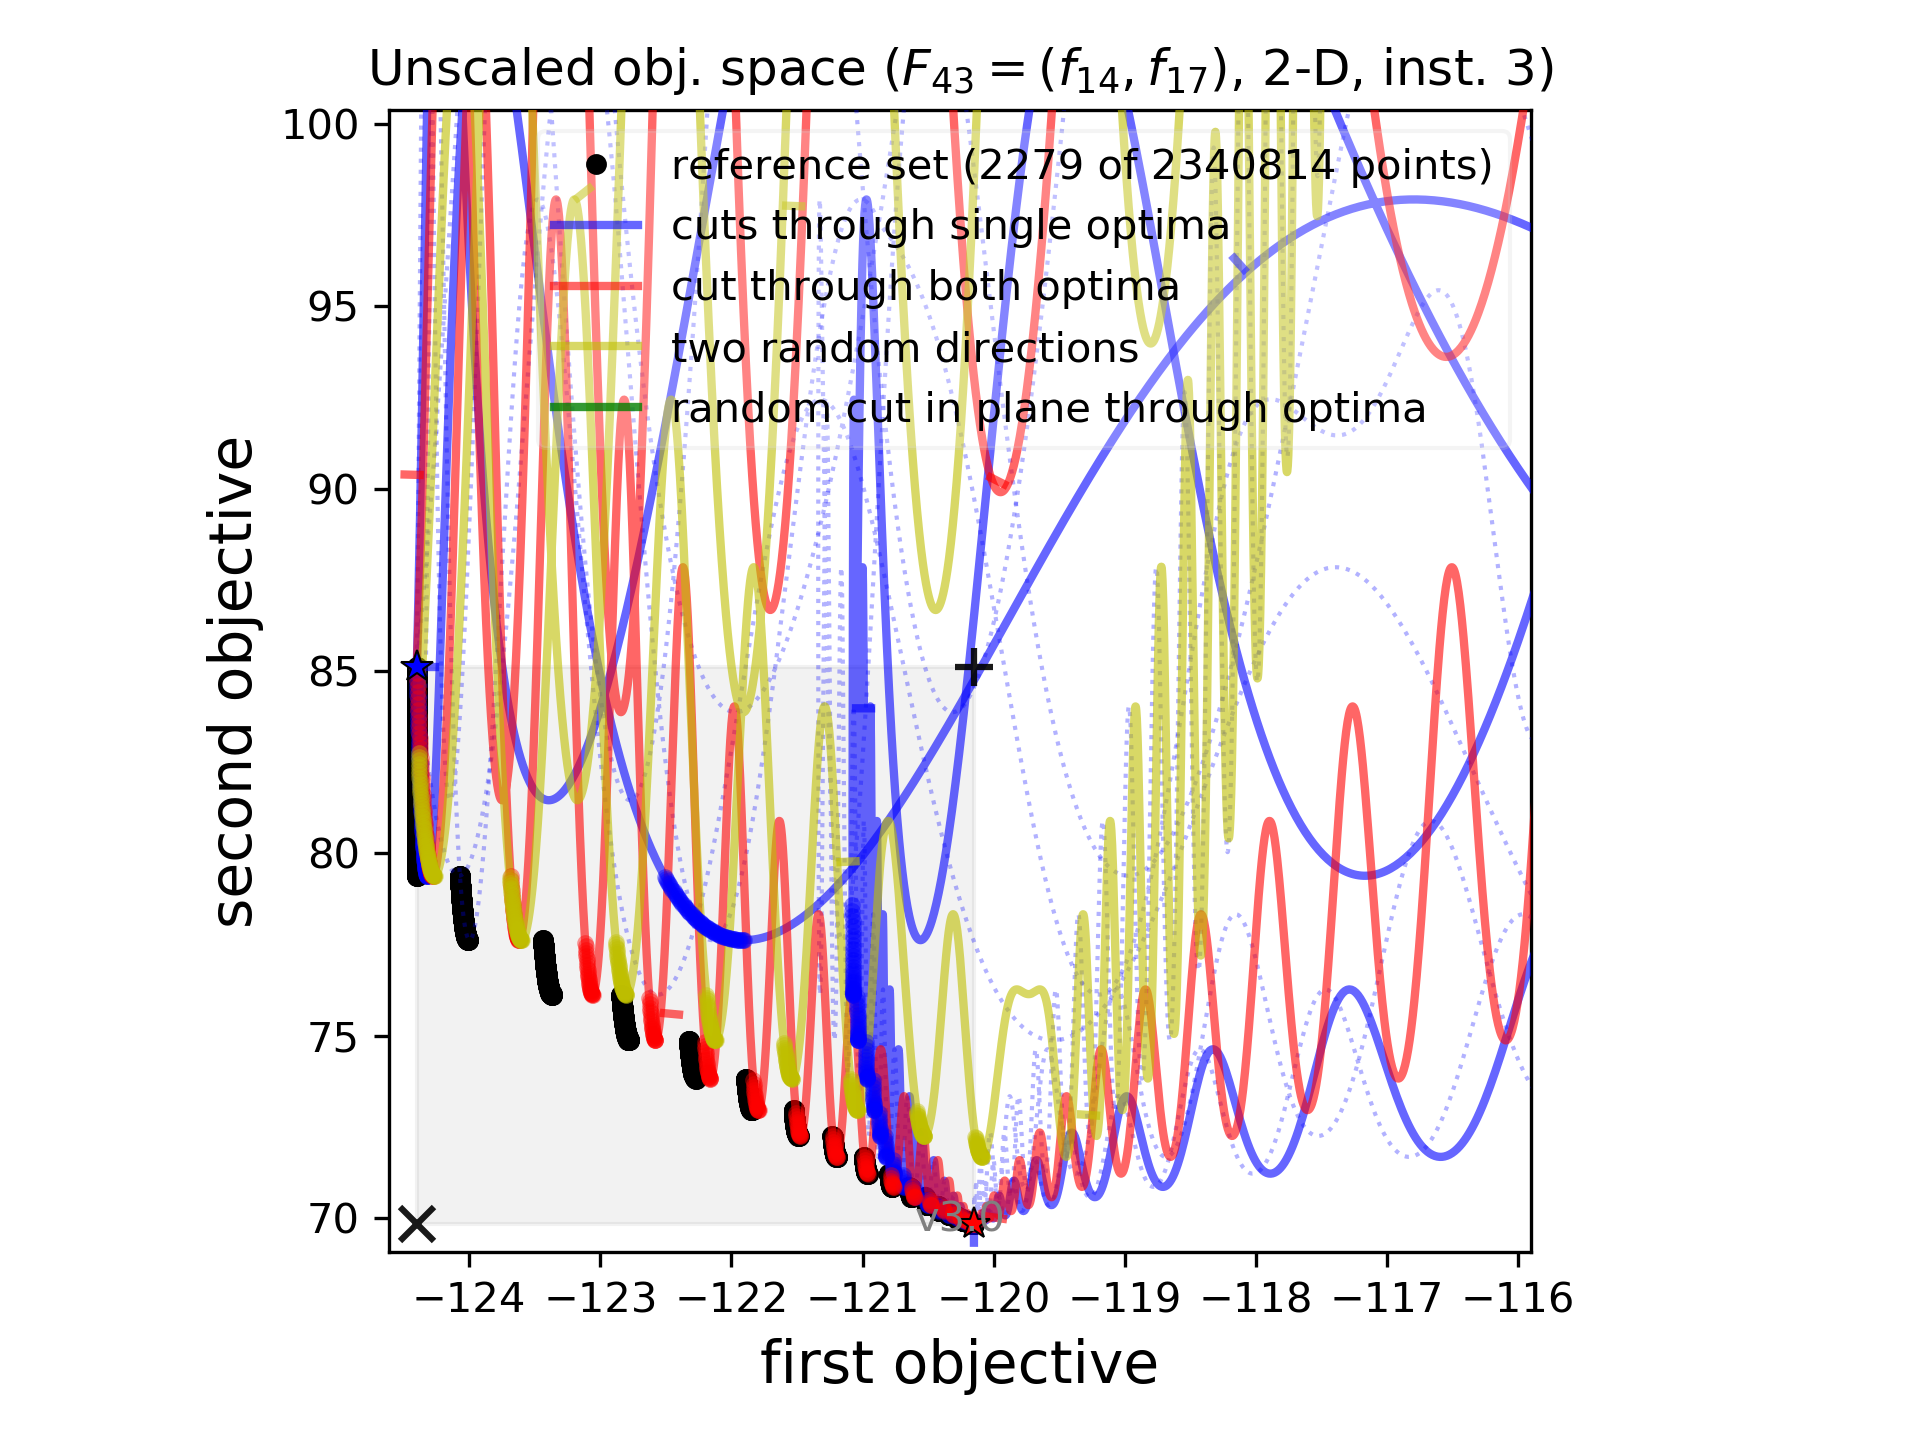 Unscaled obj. space (F43 = (f14, f17), 2-D, inst. 3)
reference set (2279 of 2340814 points)
cuts through single optima
cut through both optima
two random directions
random cut in plane through optima
second objective
100
95
90
85
80
75
70
v3.0
−124 −123 −122 −121 −120 −119 −118 −117 −116
first objective